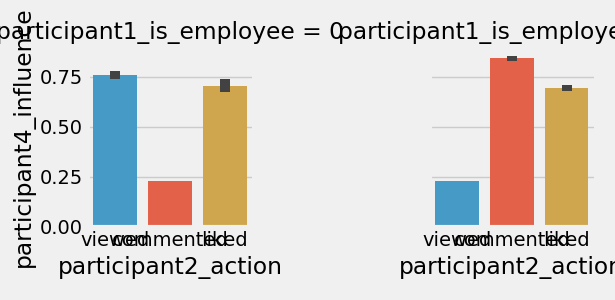 participant1_is_employee = 0
participant1_is_employe
participant4_influence
0.75
0.50
0.25
0.00
viewed commented liked
viewed commented liked
participant2_action
participant2_action